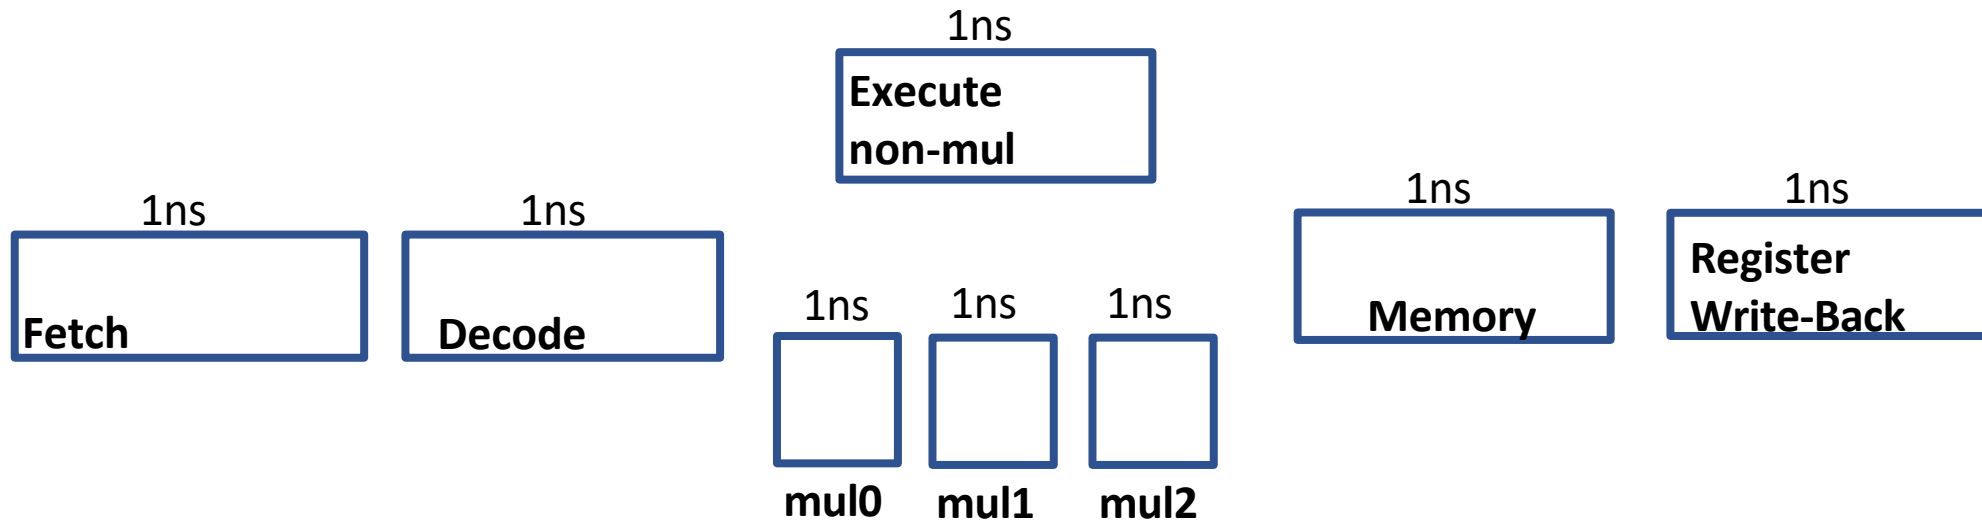 1ns
Execute
non-mul
1ns
1ns
1ns
1ns
Fetch
Decode
1ns
1ns
1ns
Memory
Register
Write-Back
mul0
mul1
mul2